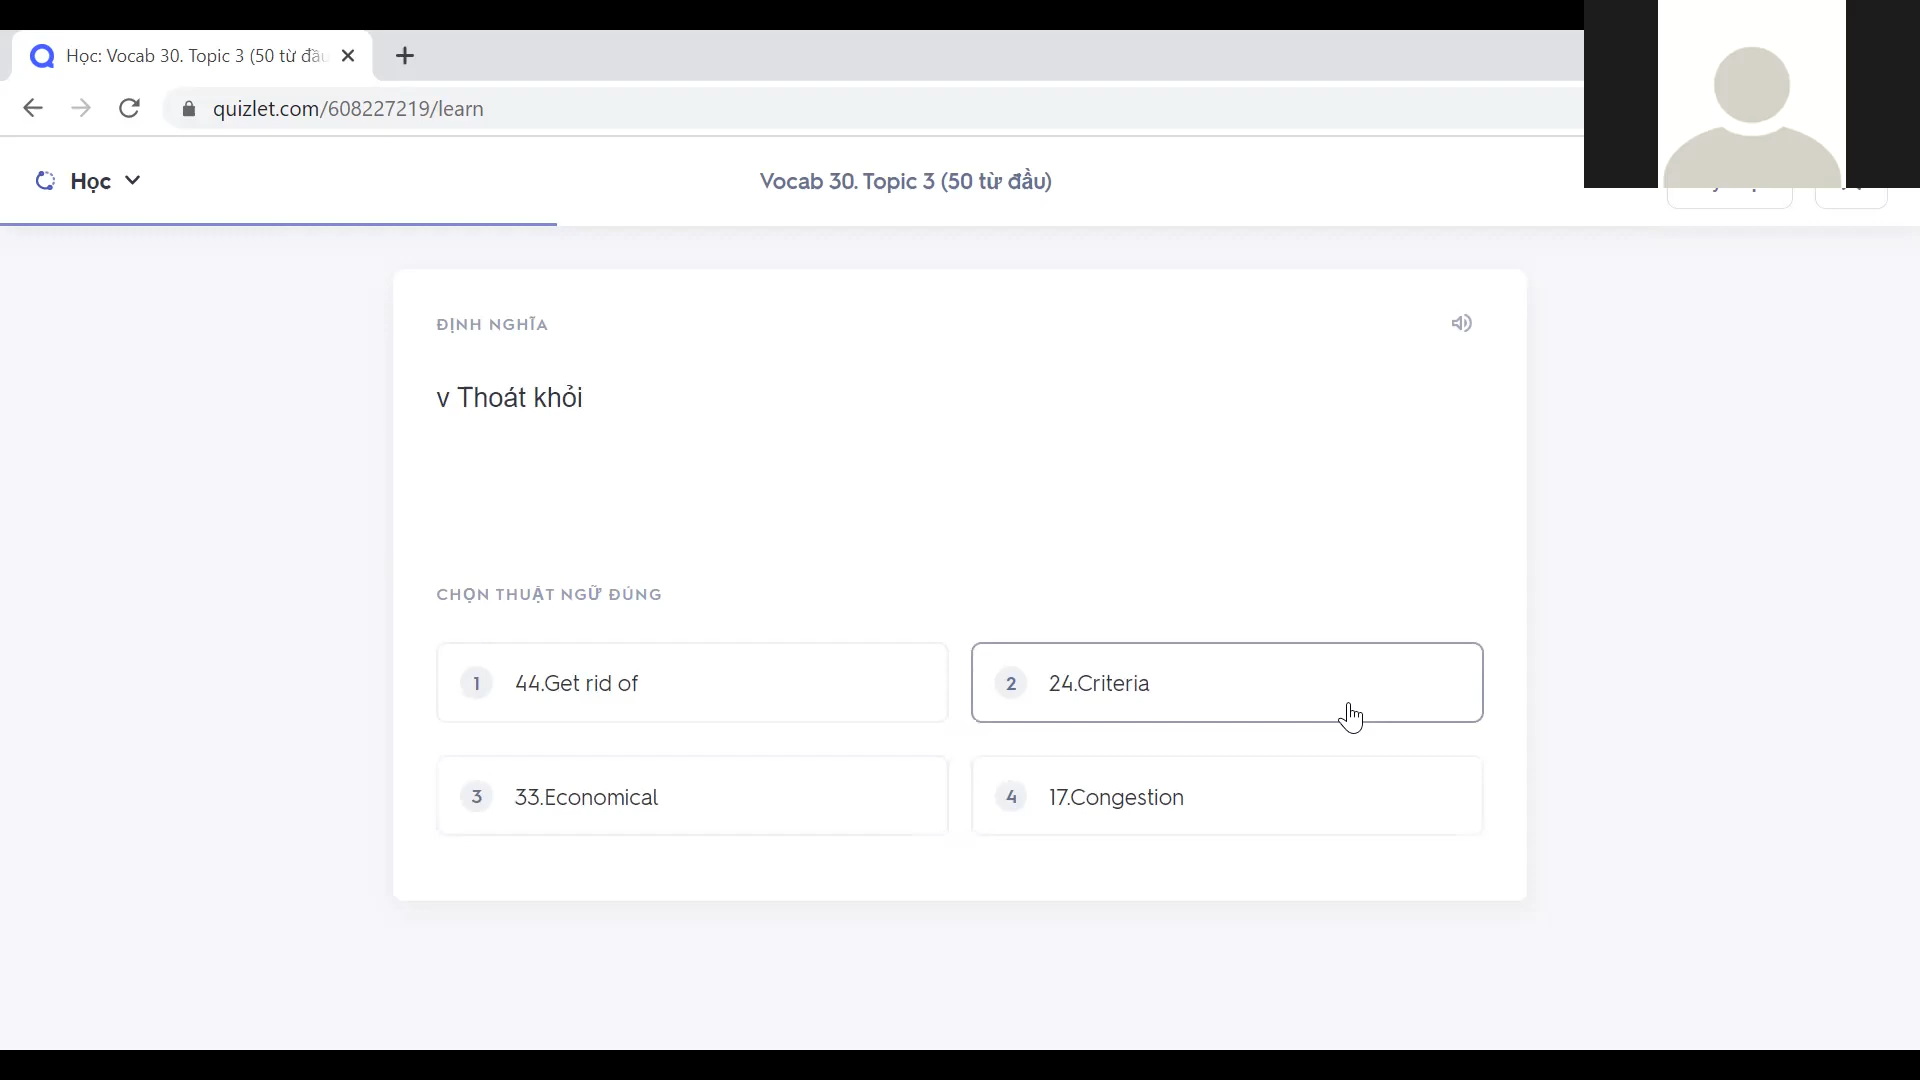 Học: Vocab 30. Topic 3 (50 từ đầu
quizlet.com/608227219/learn
Học
Vocab 30. Topic 3 (50 từ đầu)
ĐỊNH NGHĨA
v Thoát khỏi
CHỌN THUẬT NGỮ ĐÚNG
1 44.Get rid of
2 24.Criteria
3 33.Economical
4 17.Congestion